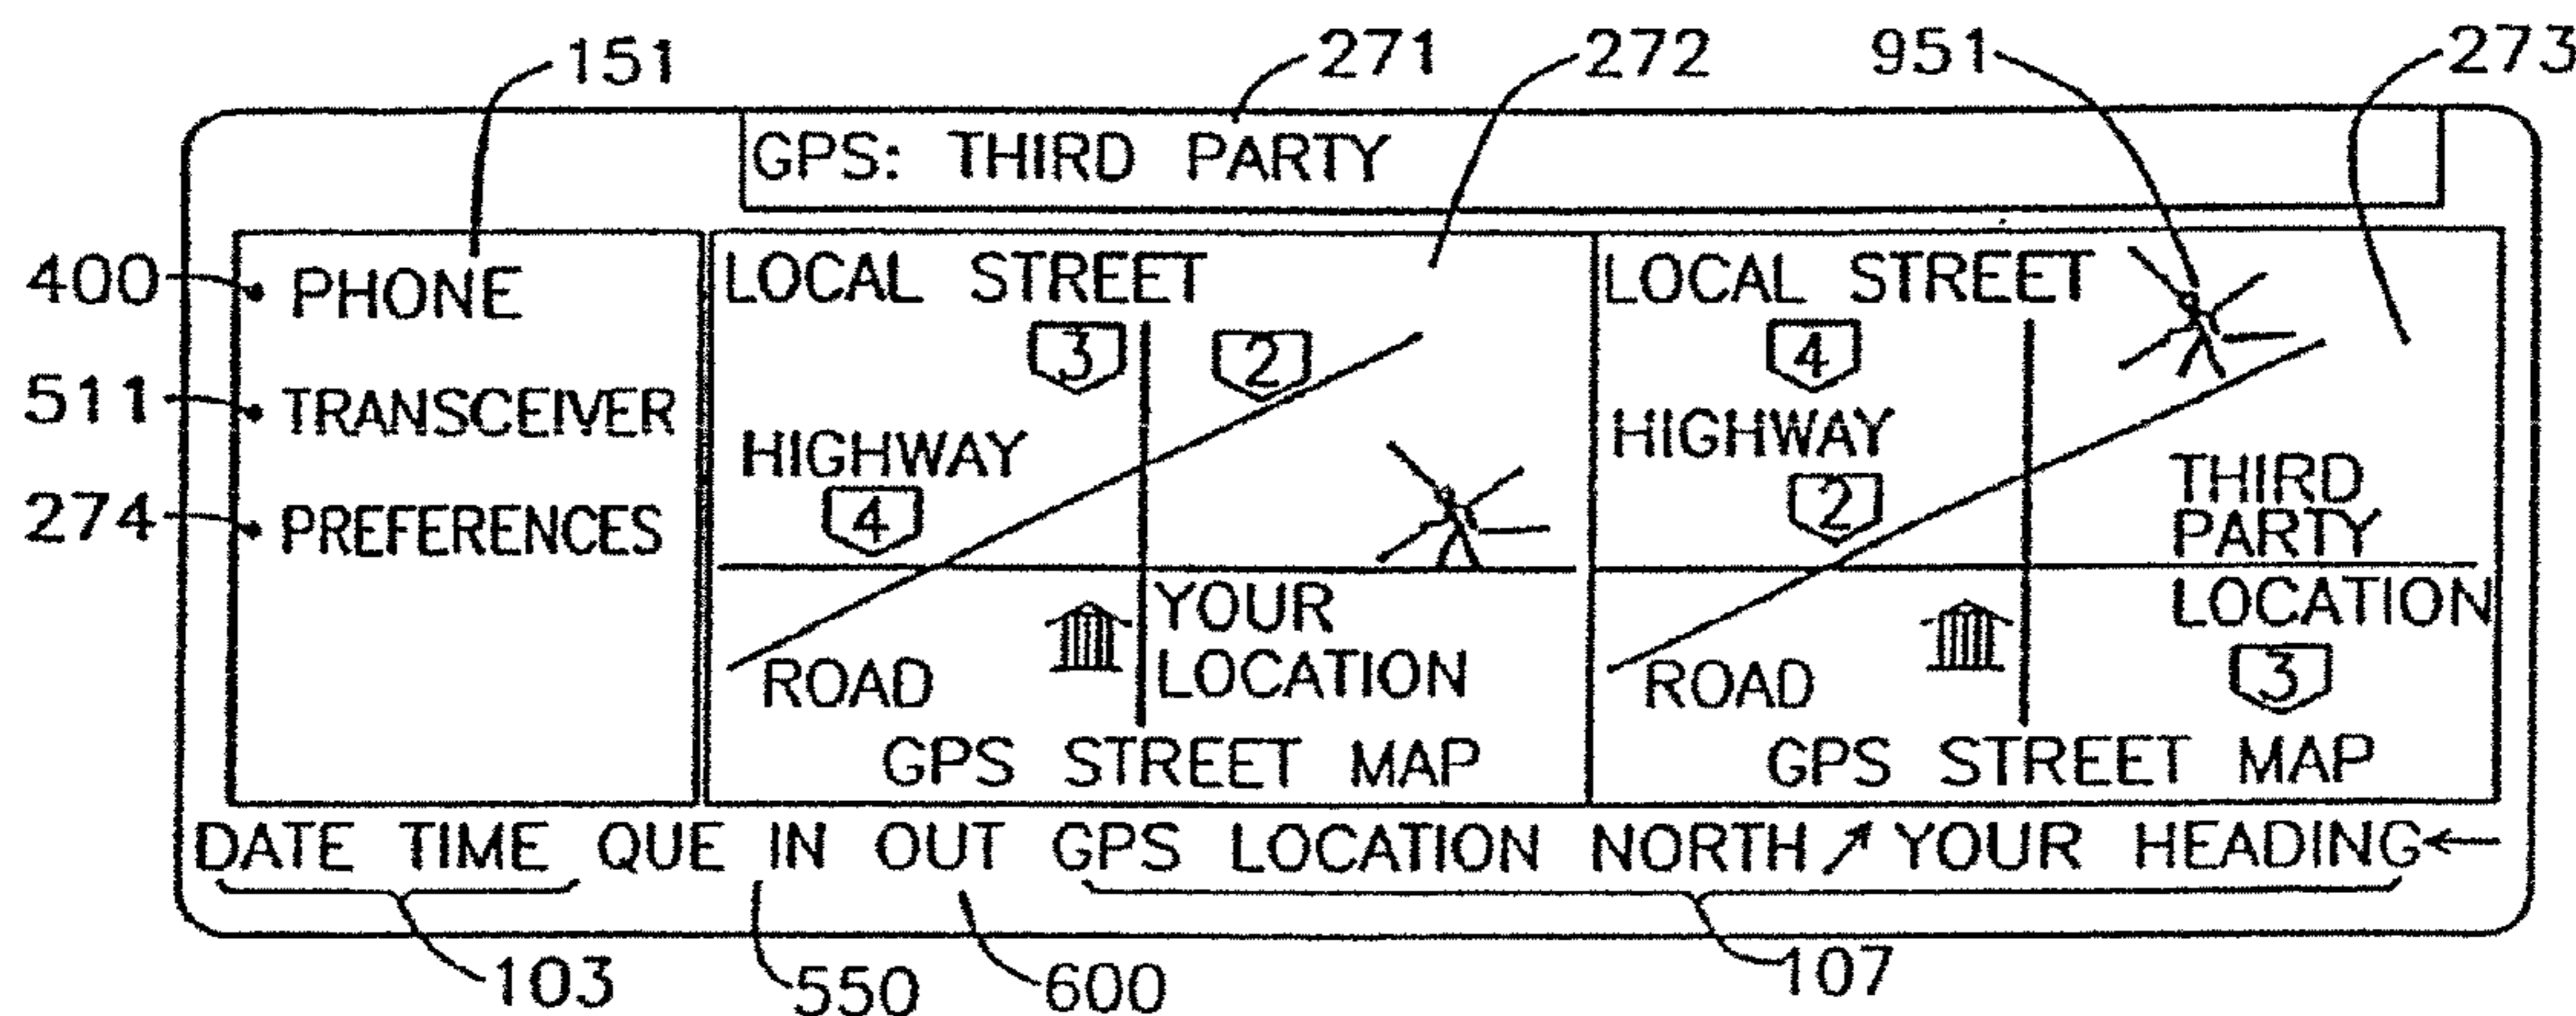 151
271
272
951
273
GPS: THIRD PARTY
400
PHONE
511
TRANSCEIVER
274
PREFERENCES
LOCAL STREET
3
2
HIGHWAY
4
YOUR
LOCATION
ROAD
GPS STREET MAP
LOCAL STREET
4
HIGHWAY
2
THIRD
PARTY
LOCATION
3
ROAD
GPS STREET MAP
DATE TIME QUE IN OUT GPS LOCATION NORTH↗YOUR HEADING←
103
550
600
107